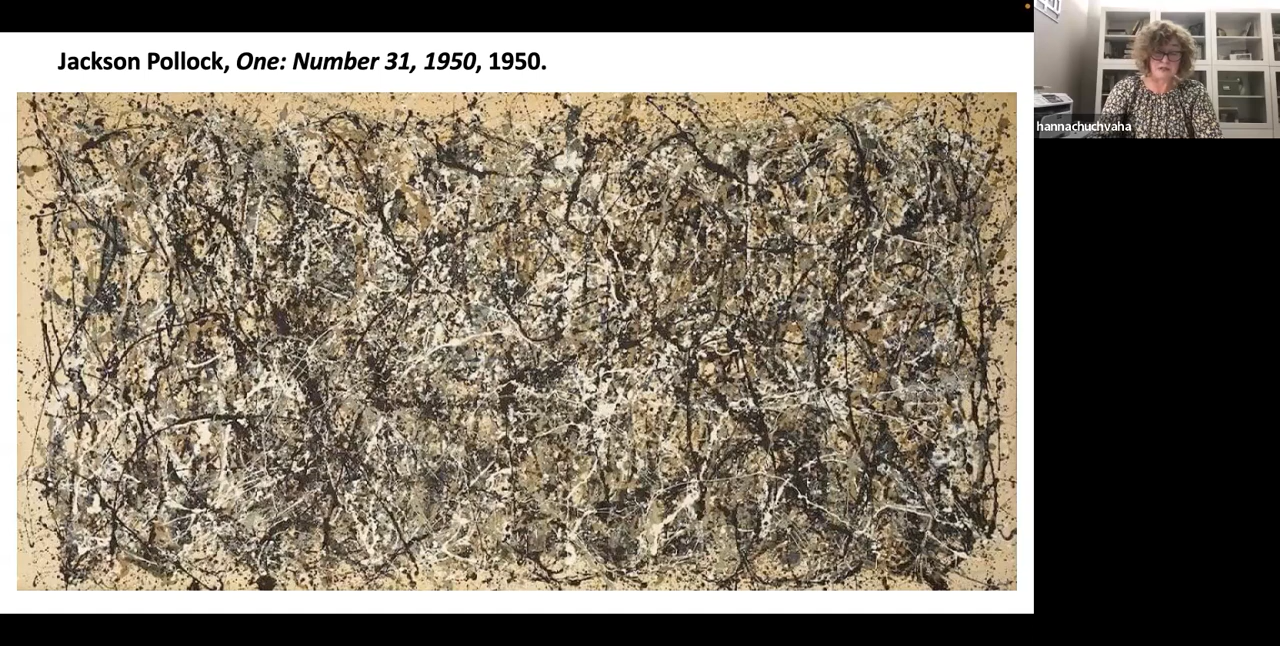 Jackson Pollock, One: Number 31, 1950, 1950.
hannachuchvaha